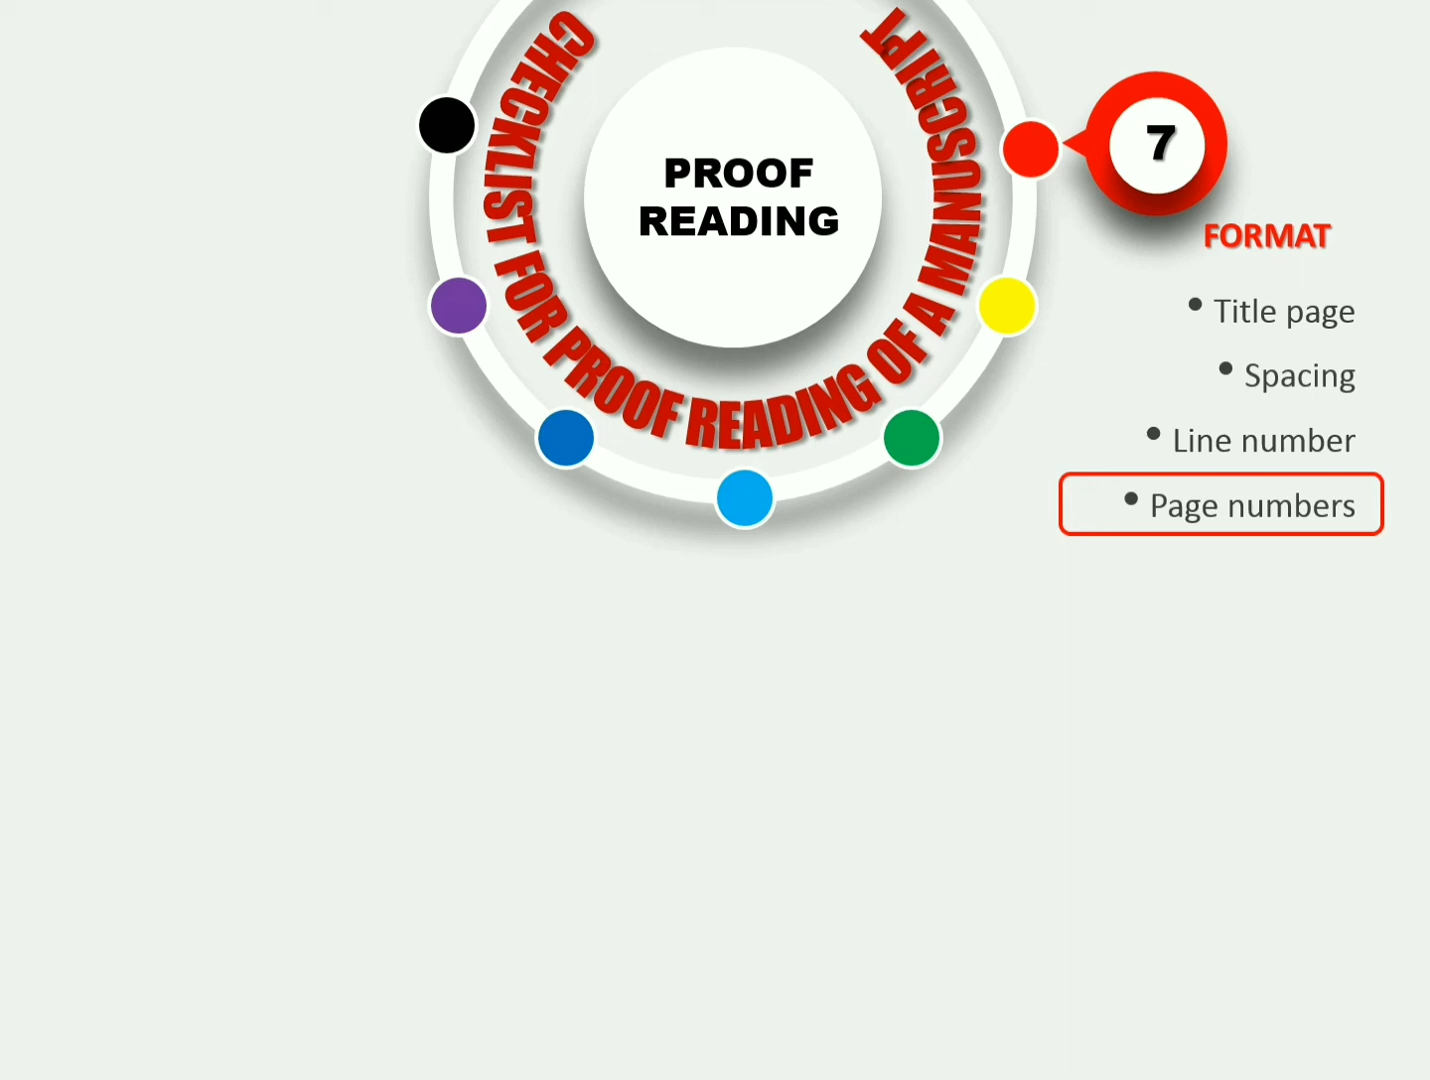 CHECKLIST FOR PROOF READING OF A MANUSCRIPT
PROOF
READING
7
FORMAT
• Title page
• Spacing
• Line number
• Page numbers